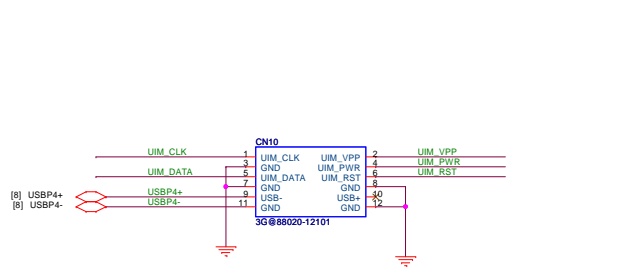 CN10
UIM_CLK 1 UIM_CLK UIM_VPP 2 UIM_VPP
3 GND UIM_PWR 4 UIM_PWR
UIM_DATA 5 UIM_DATA UIM_RST 6 UIM_RST
7 GND GND 8
[8] USBP4+ USBP4+ 9 USB- USB+ 10
[8] USBP4- USBP4- 11 GND GND 12
3G@88020-12101